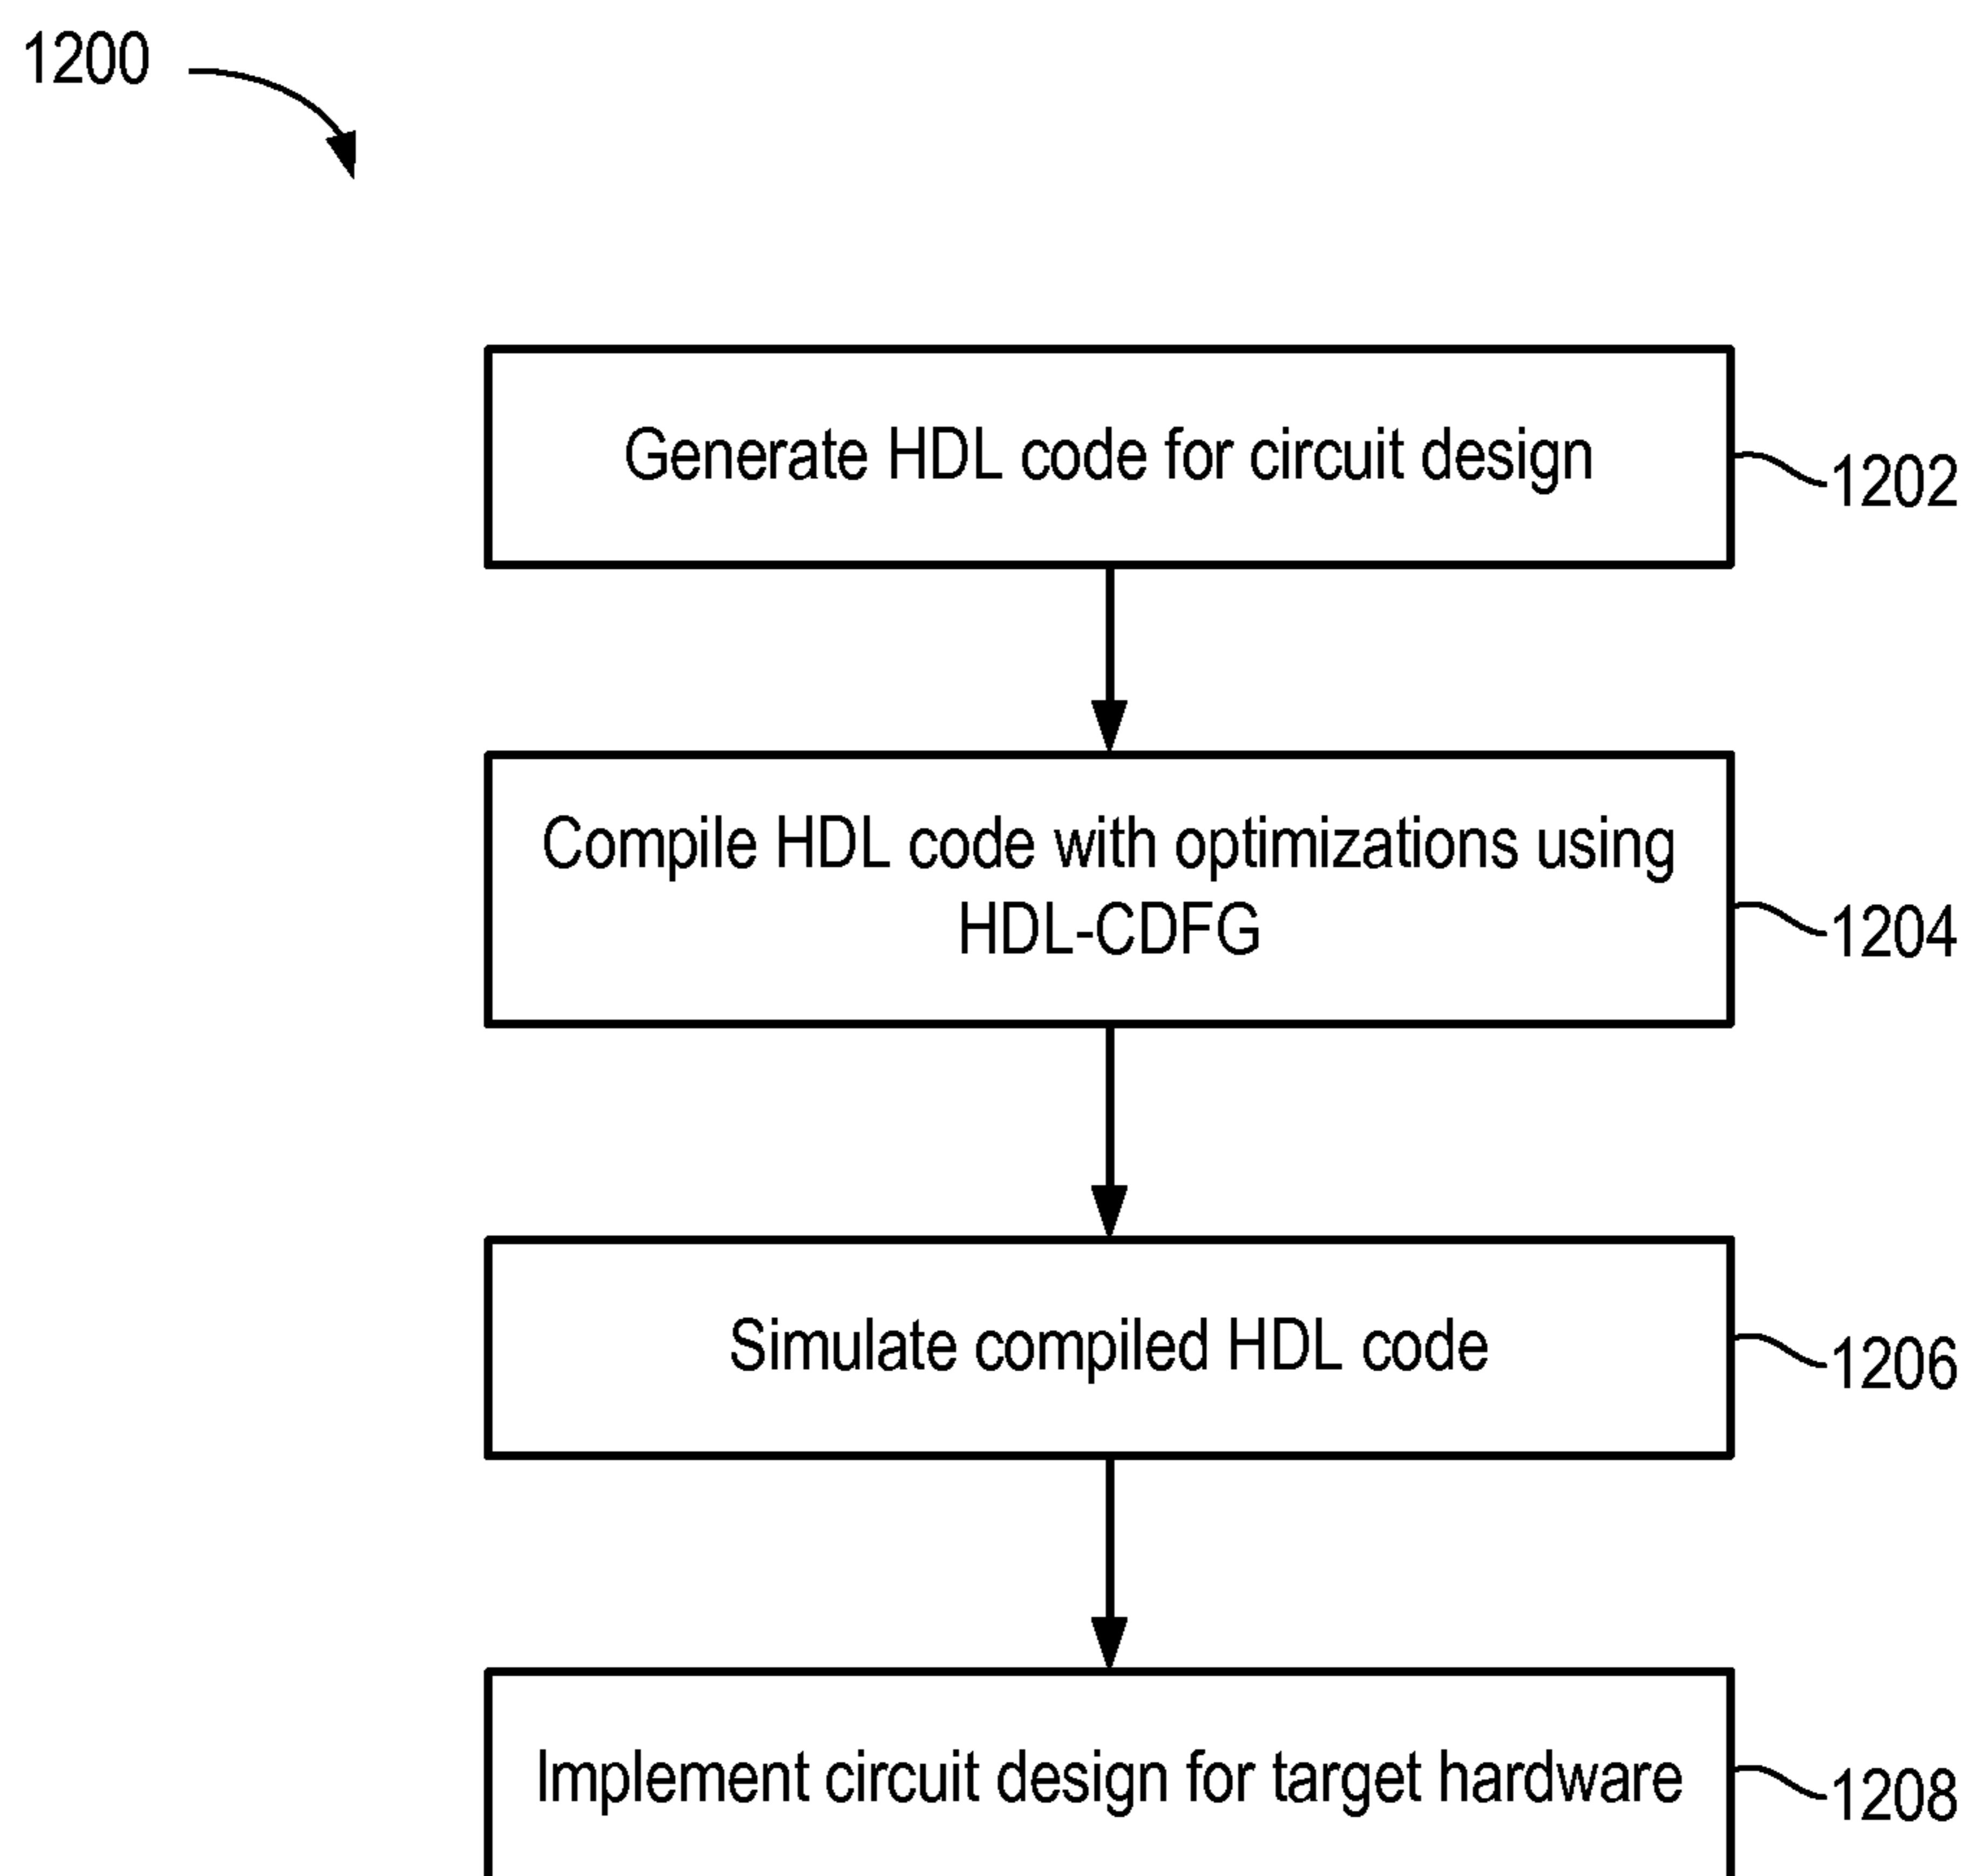 1200
Generate HDL code for circuit design
1202
Compile HDL code with optimizations using
HDL-CDFG
1204
Simulate compiled HDL code
1206
Implement circuit design for target hardware
1208